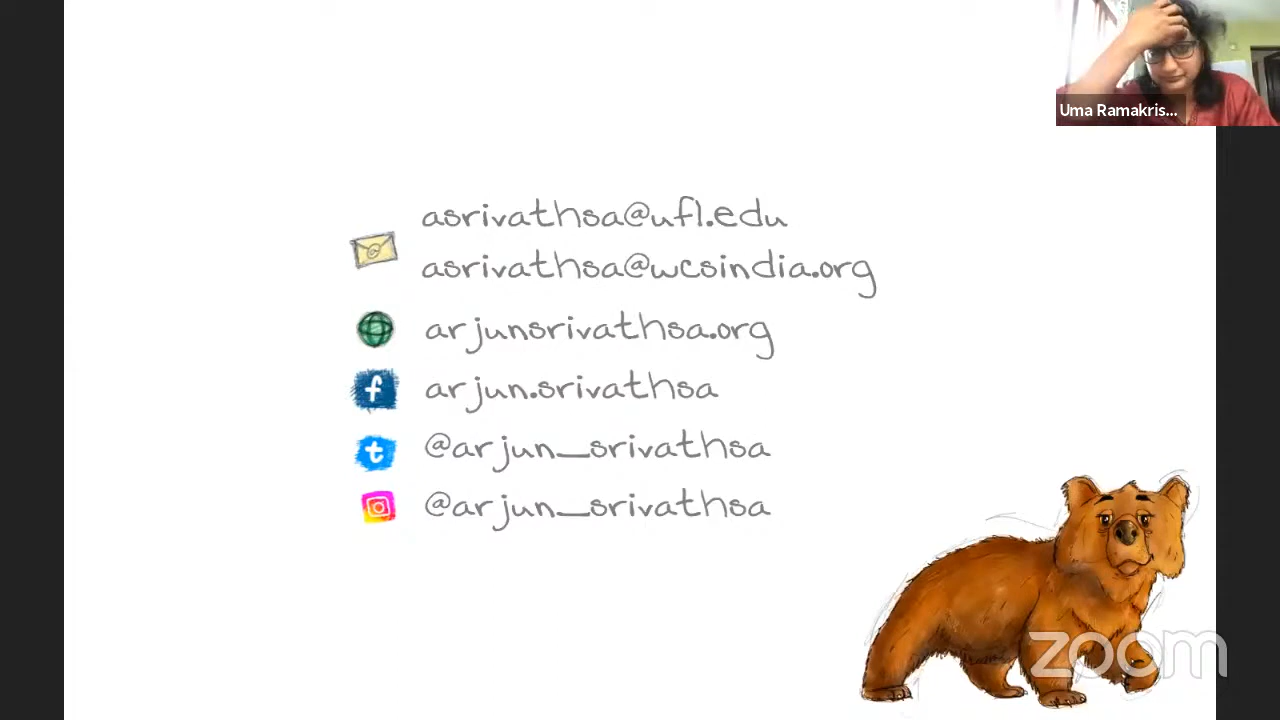 Uma Ramakris...
asrivathsa@ufl.edu
asrivathsa@wcsindia.org
arjunsrivathsa.org
f arjun.srivathsa
t @arjun_srivathsa
@arjun_srivathsa
zoom